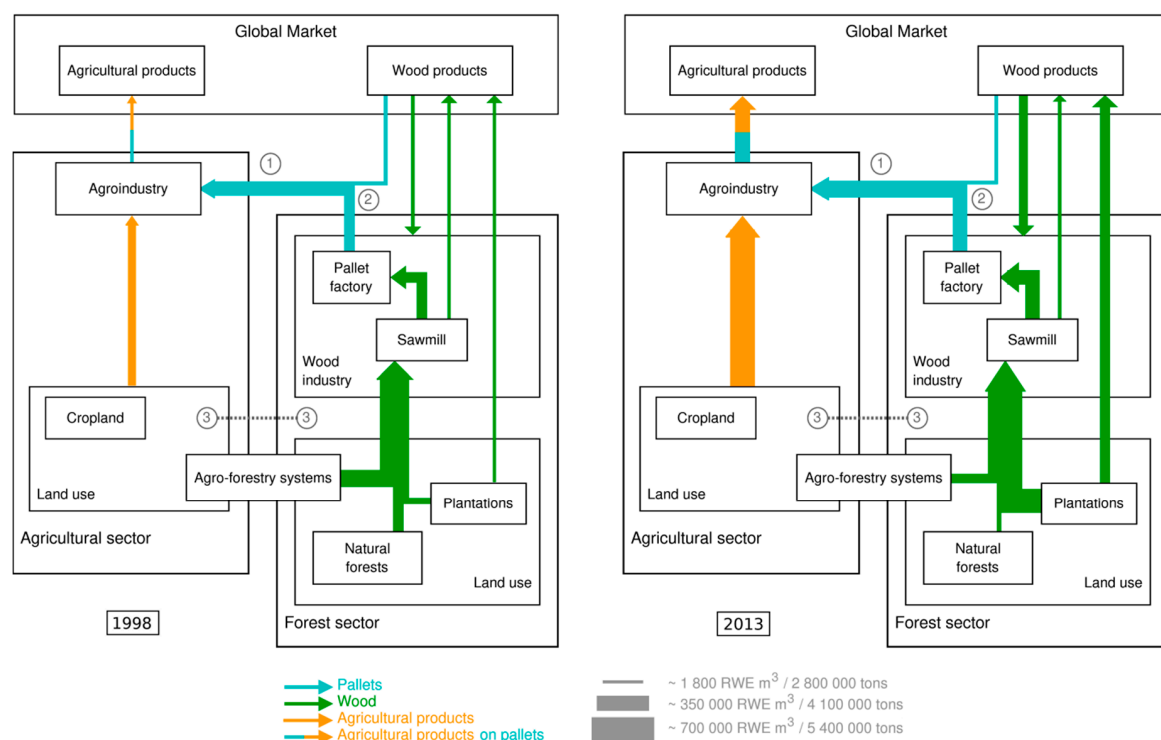 Global Market
Agricultural products
Wood products
1
Agroindustry
2
Pallet
factory
Sawmill
Wood
industry
Cropland
3
3
Agro-forestry systems
Land use
Plantations
Agricultural sector
Natural
forests
Land use
1998
Forest sector
Global Market
Agricultural products
Wood products
1
Agroindustry
2
Pallet
factory
Sawmill
Wood
industry
Cropland
3
3
Agro-forestry systems
Land use
Plantations
Agricultural sector
Natural
forests
Land use
2013
Forest sector
Pallets
Wood
Agricultural products
Agricultural products on pallets
~ 1 800 RWE m³ / 2 800 000 tons
~ 350 000 RWE m³ / 4 100 000 tons
~ 700 000 RWE m³ / 5 400 000 tons